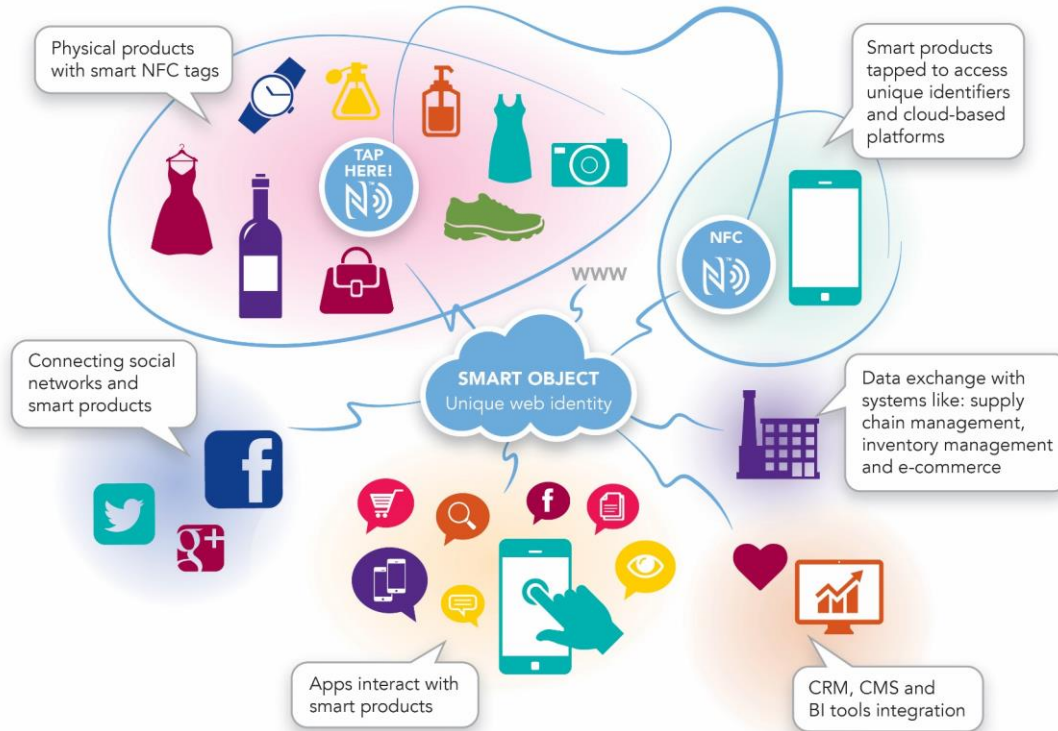 Physical products
with smart NFC tags
Smart products
tapped to access
unique identifiers
and cloud-based
platforms
TAP
HERE!
NFC
www
SMART OBJECT
Unique web identity
Connecting social
networks and
smart products
f
g+
f
Data exchange with
systems like: supply
chain management,
inventory management
and e-commerce
Apps interact with
smart products
CRM, CMS and
BI tools integration